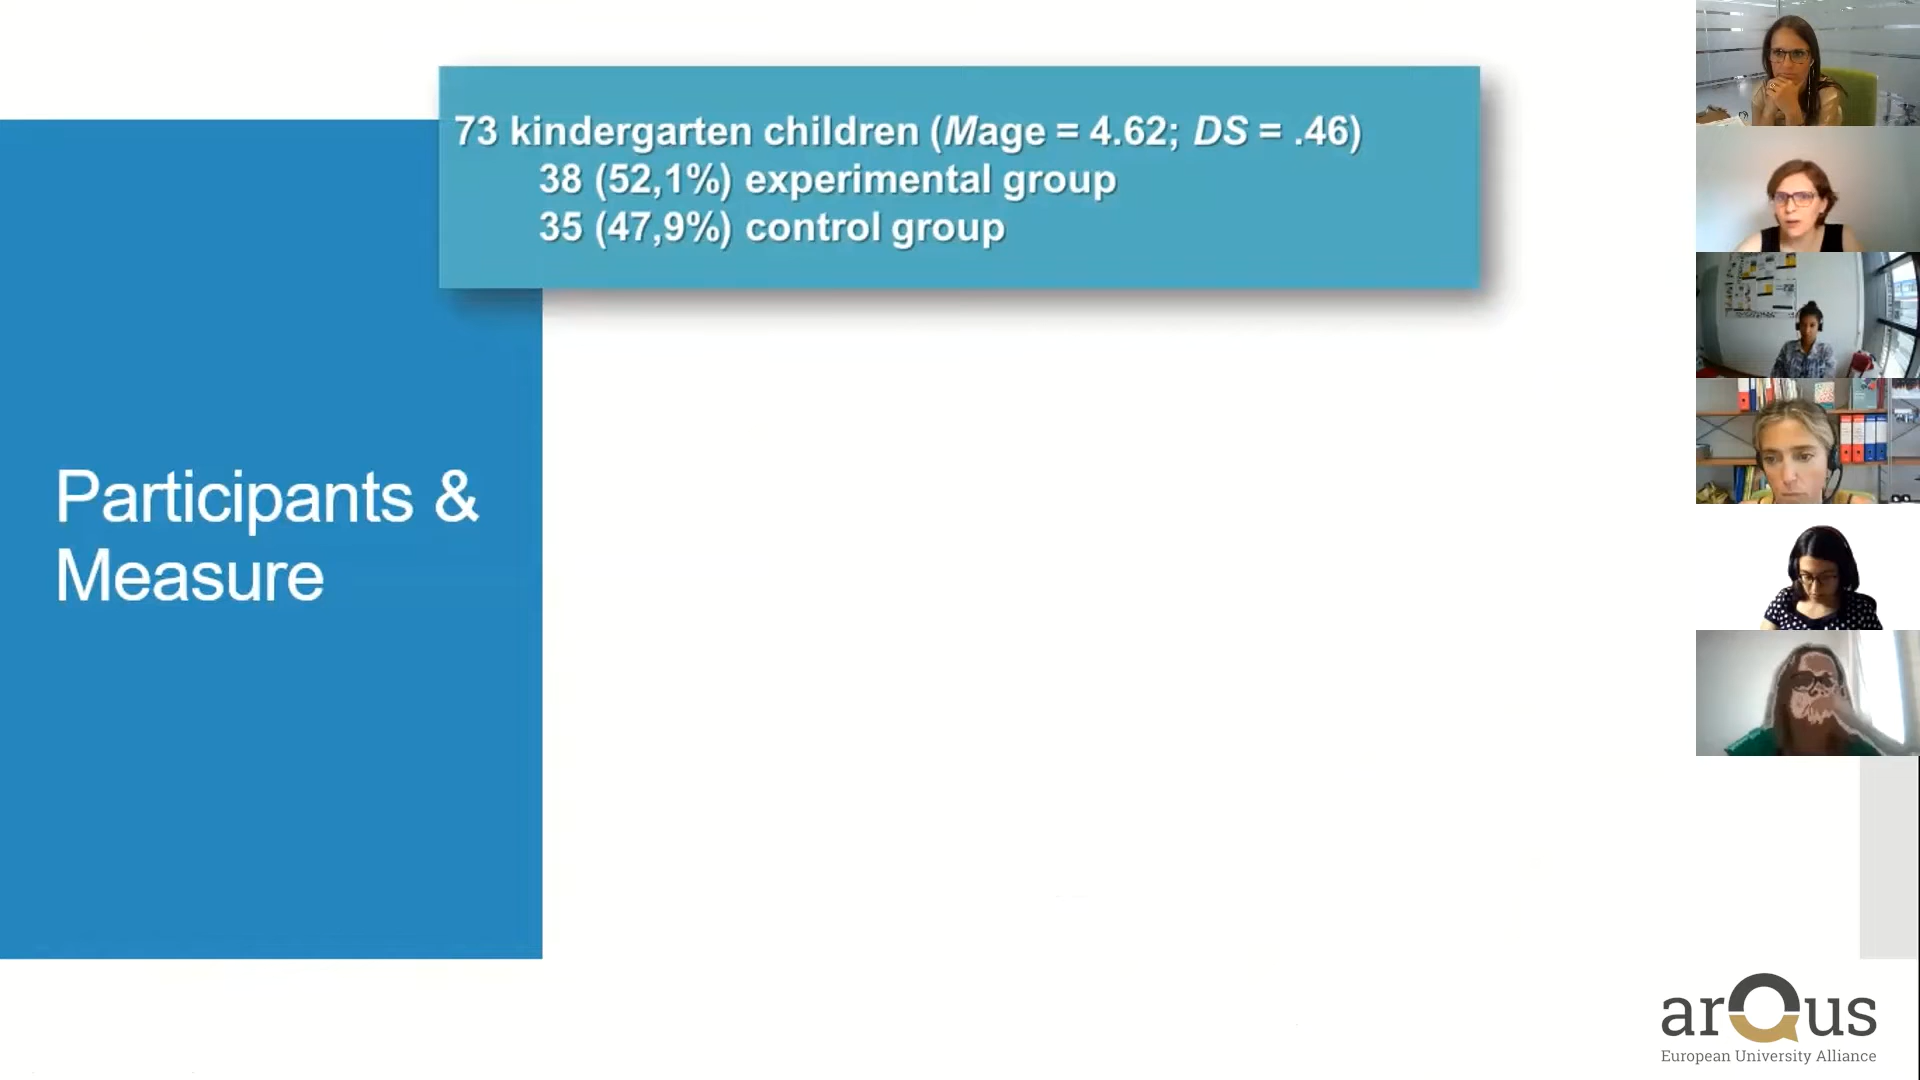 73 kindergarten children (Mage = 4.62; DS = .46)
38 (52,1%) experimental group
35 (47,9%) control group
Participants &
Measure
arQus
European University Alliance